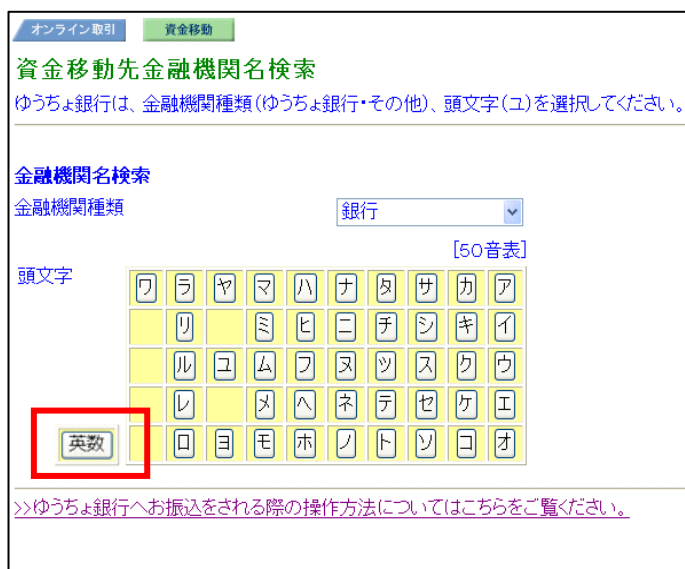 オンライン取引 資金移動
資金移動先金融機関名検索
ゆうちょ銀行は、金融機関種類(ゆうちょ銀行・その他)、頭文字(ユ)を選択してください。
金融機関名検索
金融機関種類 銀行
[50音表]
頭文字 ワ ラ ヤ マ ハ ナ タ サ カ ア
リ ミ ヒ ニ チ シ キ イ
ル ユ ム フ ヌ ツ ス ク ウ
レ メ ヘ ネ テ セ ケ エ
英数 ロ ヨ モ ホ ノ ト ソ コ オ
>>ゆうちょ銀行へお振込をされる際の操作方法についてはこちらをご覧ください。